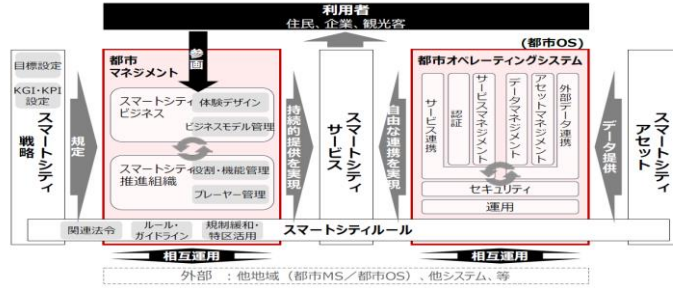 利用者
住民、企業、観光客
(都市OS)
参画
目標設定
KGI・KPI
設定
スマートシティ
戦略
規定
都市
マネジメント
スマートシティ
ビジネス
体験デザイン
ビジネスモデル管理
スマートシティ
推進組織
役割・機能管理
プレーヤー管理
持続的提供を実現
スマートシティ
サービス
自由な連携を実現
都市オペレーティングシステム
サービス連携
認証
サービスマネジメント
データマネジメント
アセットマネジメント
外部データ連携
セキュリティ
運用
データ提供
スマートシティ
アセット
関連法令
ルール・
ガイドライン
規制緩和・
特区活用
スマートシティルール
相互運用
相互運用
外部 : 他地域(都市MS/都市OS)、他システム、等